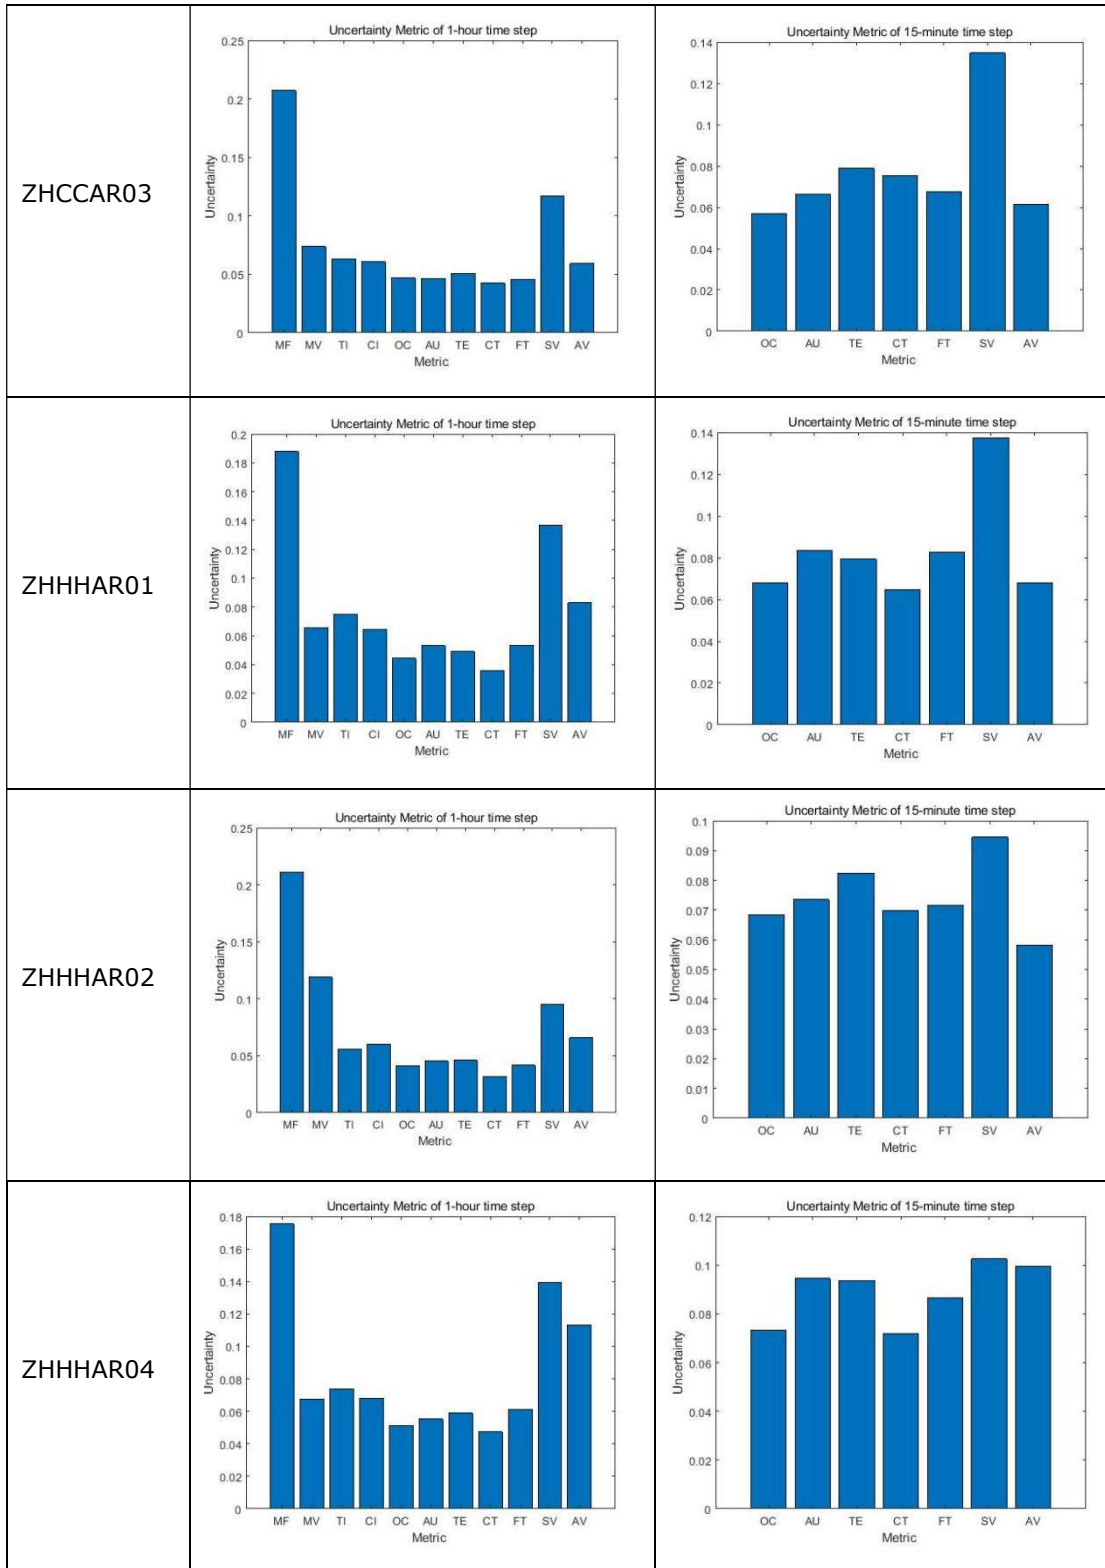 ZHCCAR03
Uncertainty Metric of 1-hour time step
0.25
0.2
0.15
0.1
0.05
0
Uncertainty
MF MV TI CI OC AU TE CT FT SV AV
Metric
Uncertainty Metric of 15-minute time step
0.14
0.12
0.1
0.08
0.06
0.04
0.02
0
Uncertainty
OC AU TE CT FT SV AV
Metric
ZHHHAR01
Uncertainty Metric of 1-hour time step
0.2
0.18
0.16
0.14
0.12
0.1
0.08
0.06
0.04
0.02
0
Uncertainty
MF MV TI CI OC AU TE CT FT SV AV
Metric
Uncertainty Metric of 15-minute time step
0.14
0.12
0.1
0.08
0.06
0.04
0.02
0
Uncertainty
OC AU TE CT FT SV AV
Metric
ZHHHAR02
Uncertainty Metric of 1-hour time step
0.25
0.2
0.15
0.1
0.05
0
Uncertainty
MF MV TI CI OC AU TE CT FT SV AV
Metric
Uncertainty Metric of 15-minute time step
0.1
0.09
0.08
0.07
0.06
0.05
0.04
0.03
0.02
0.01
0
Uncertainty
OC AU TE CT FT SV AV
Metric
ZHHHAR04
Uncertainty Metric of 1-hour time step
0.18
0.16
0.14
0.12
0.1
0.08
0.06
0.04
0.02
0
Uncertainty
MF MV TI CI OC AU TE CT FT SV AV
Metric
Uncertainty Metric of 15-minute time step
0.12
0.1
0.08
0.06
0.04
0.02
0
Uncertainty
OC AU TE CT FT SV AV
Metric